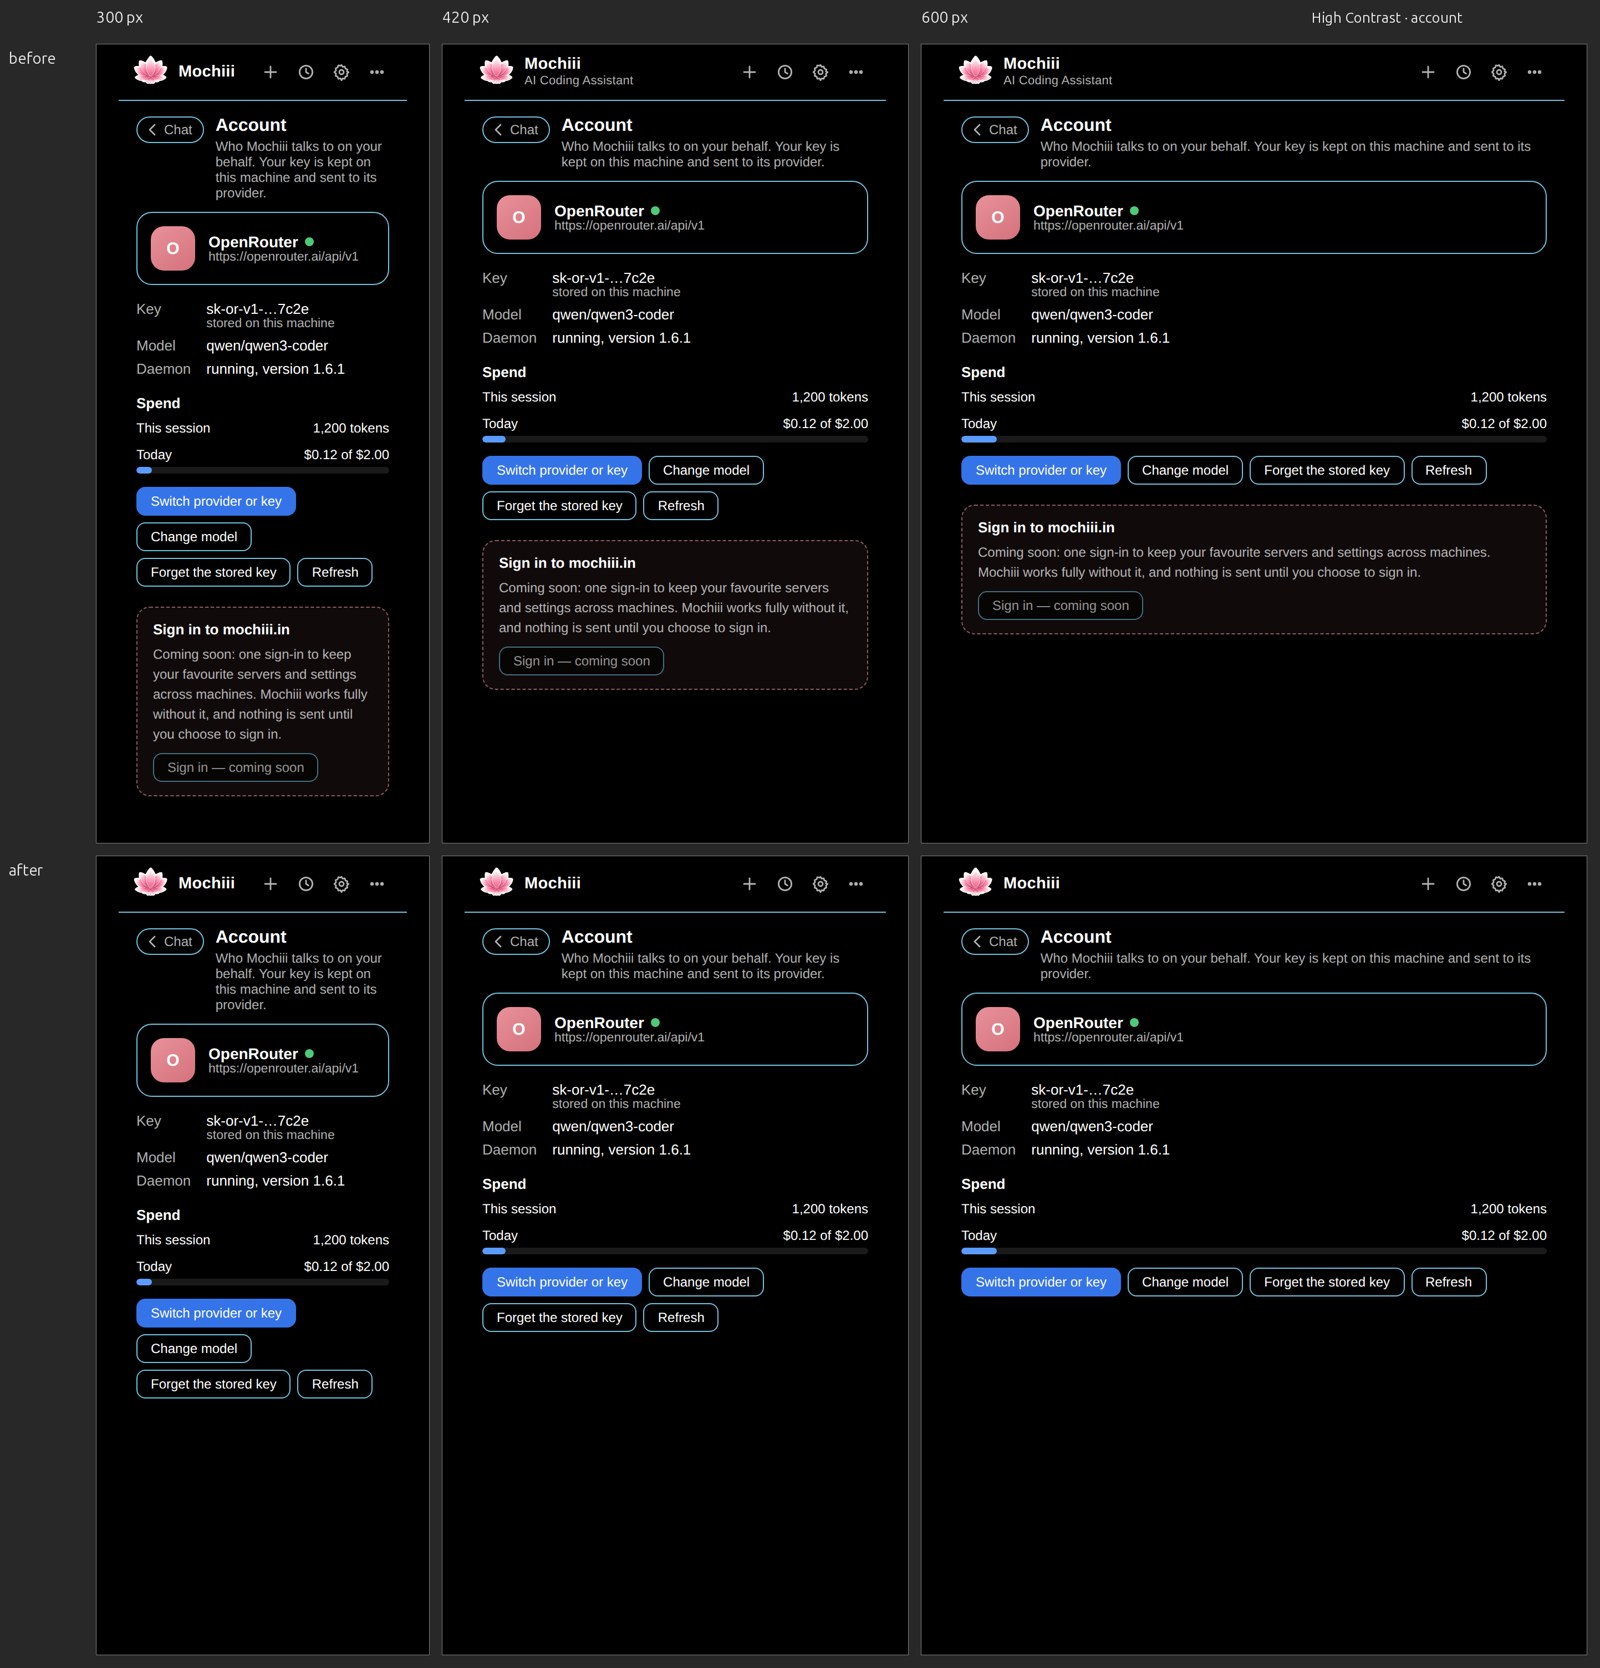 300 px
420 px
600 px
High Contrast · account
before
Mochiii
Chat
Account
Who Mochiii talks to on your
behalf. Your key is kept on
this machine and sent to its
provider.
O
OpenRouter
https://openrouter.ai/api/v1
Key
sk-or-v1-…7c2e
stored on this machine
Model
qwen/qwen3-coder
Daemon
running, version 1.6.1
Spend
This session
1,200 tokens
Today
$0.12 of $2.00
Switch provider or key
Change model
Forget the stored key
Refresh
Sign in to mochiii.in
Coming soon: one sign-in to keep
your favourite servers and settings
across machines. Mochiii works fully
without it, and nothing is sent until
you choose to sign in.
Sign in — coming soon
Mochiii
AI Coding Assistant
Chat
Account
Who Mochiii talks to on your behalf. Your key is
kept on this machine and sent to its provider.
O
OpenRouter
https://openrouter.ai/api/v1
Key
sk-or-v1-…7c2e
stored on this machine
Model
qwen/qwen3-coder
Daemon
running, version 1.6.1
Spend
This session
1,200 tokens
Today
$0.12 of $2.00
Switch provider or key
Change model
Forget the stored key
Refresh
Sign in to mochiii.in
Coming soon: one sign-in to keep your favourite servers
and settings across machines. Mochiii works fully without it,
and nothing is sent until you choose to sign in.
Sign in — coming soon
Mochiii
AI Coding Assistant
Chat
Account
Who Mochiii talks to on your behalf. Your key is kept on this machine and sent to its
provider.
O
OpenRouter
https://openrouter.ai/api/v1
Key
sk-or-v1-…7c2e
stored on this machine
Model
qwen/qwen3-coder
Daemon
running, version 1.6.1
Spend
This session
1,200 tokens
Today
$0.12 of $2.00
Switch provider or key
Change model
Forget the stored key
Refresh
Sign in to mochiii.in
Coming soon: one sign-in to keep your favourite servers and settings across machines.
Mochiii works fully without it, and nothing is sent until you choose to sign in.
Sign in — coming soon
after
Mochiii
Chat
Account
Who Mochiii talks to on your
behalf. Your key is kept on
this machine and sent to its
provider.
O
OpenRouter
https://openrouter.ai/api/v1
Key
sk-or-v1-…7c2e
stored on this machine
Model
qwen/qwen3-coder
Daemon
running, version 1.6.1
Spend
This session
1,200 tokens
Today
$0.12 of $2.00
Switch provider or key
Change model
Forget the stored key
Refresh
Mochiii
Chat
Account
Who Mochiii talks to on your behalf. Your key is
kept on this machine and sent to its provider.
O
OpenRouter
https://openrouter.ai/api/v1
Key
sk-or-v1-…7c2e
stored on this machine
Model
qwen/qwen3-coder
Daemon
running, version 1.6.1
Spend
This session
1,200 tokens
Today
$0.12 of $2.00
Switch provider or key
Change model
Forget the stored key
Refresh
Mochiii
Chat
Account
Who Mochiii talks to on your behalf. Your key is kept on this machine and sent to its
provider.
O
OpenRouter
https://openrouter.ai/api/v1
Key
sk-or-v1-…7c2e
stored on this machine
Model
qwen/qwen3-coder
Daemon
running, version 1.6.1
Spend
This session
1,200 tokens
Today
$0.12 of $2.00
Switch provider or key
Change model
Forget the stored key
Refresh